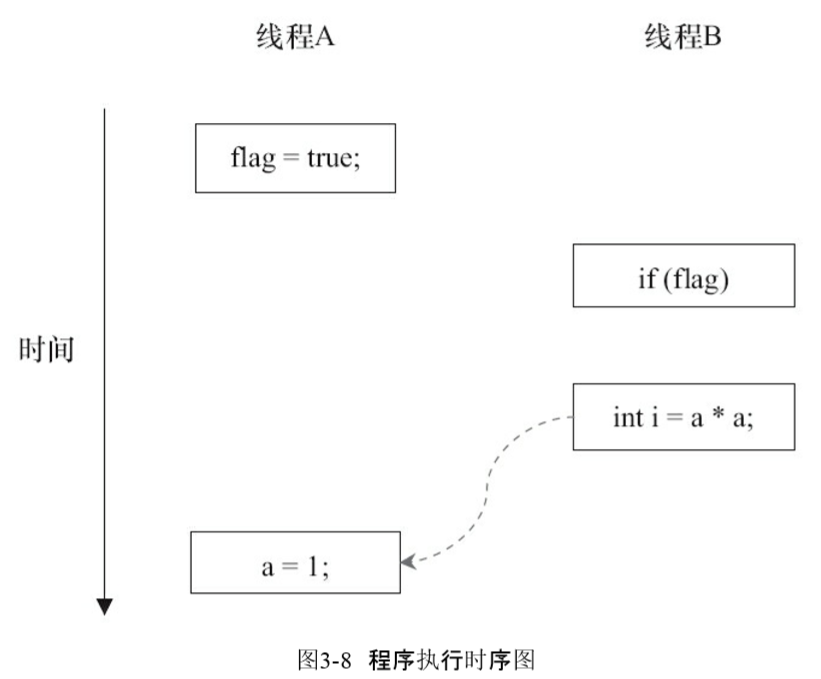 线程A
线程B
flag = true;
if (flag)
时间
int i = a * a;
a = 1;
图3-8 程序执行时序图